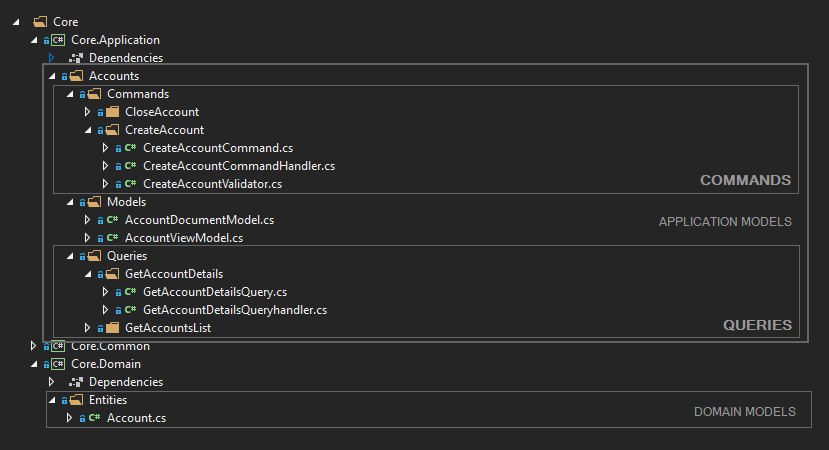 Core
C# Core.Application
Dependencies
Accounts
Commands
CloseAccount
CreateAccount
C# CreateAccountCommand.cs
C# CreateAccountCommandHandler.cs
C# CreateAccountValidator.cs
COMMANDS
Models
C# AccountDocumentModel.cs
APPLICATION MODELS
C# AccountViewModel.cs
Queries
GetAccountDetails
C# GetAccountDetailsQuery.cs
C# GetAccountDetailsQueryhandler.cs
GetAccountsList
QUERIES
C# Core.Common
C# Core.Domain
Dependencies
Entities
DOMAIN MODELS
C# Account.cs